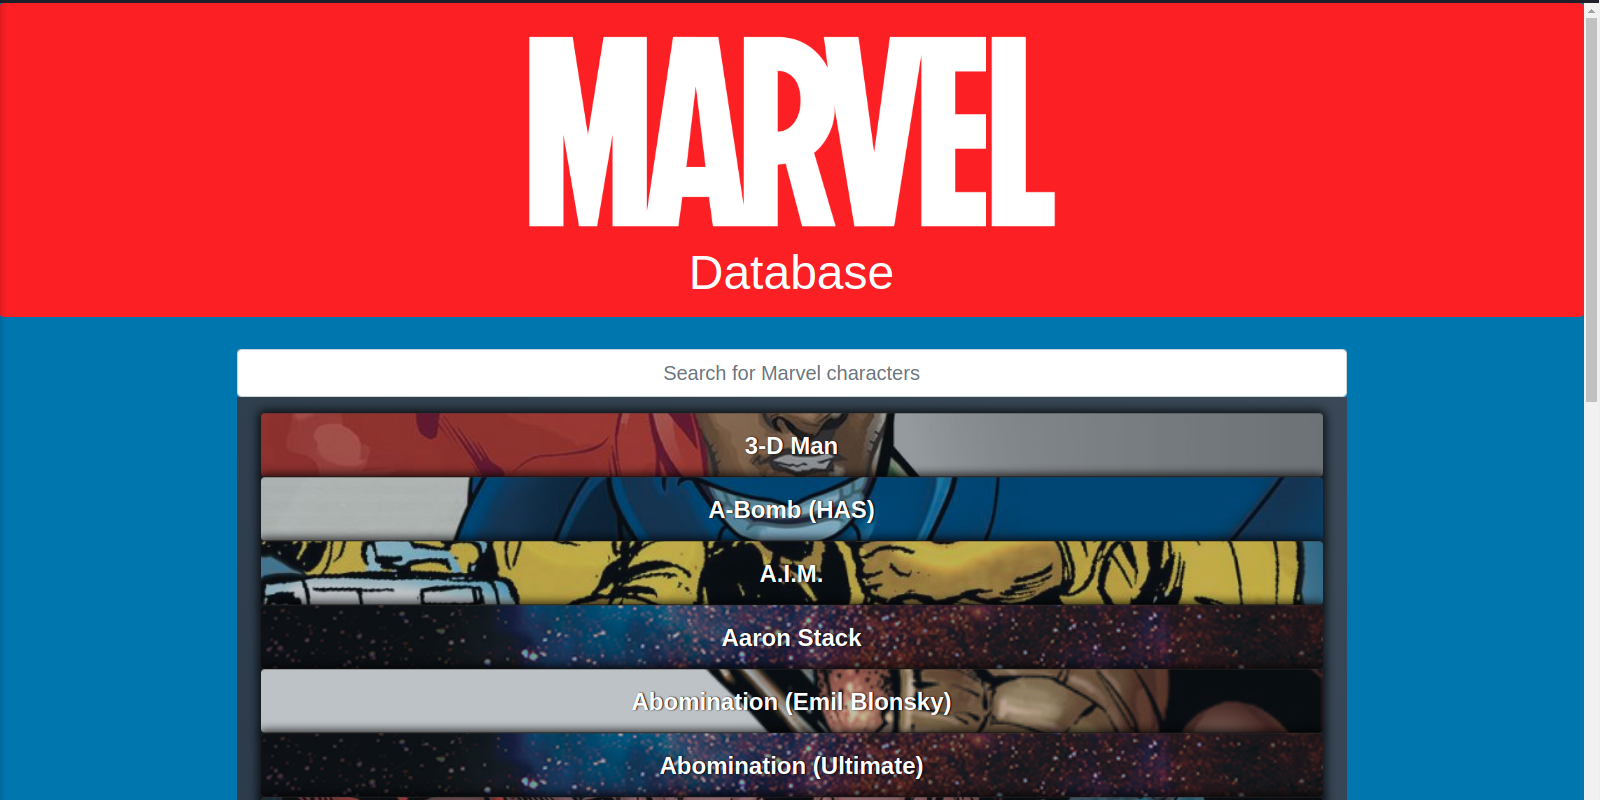 MARVEL
Database
Search for Marvel characters
3-D Man
A-Bomb (HAS)
A.I.M.
Aaron Stack
Abomination (Emil Blonsky)
Abomination (Ultimate)